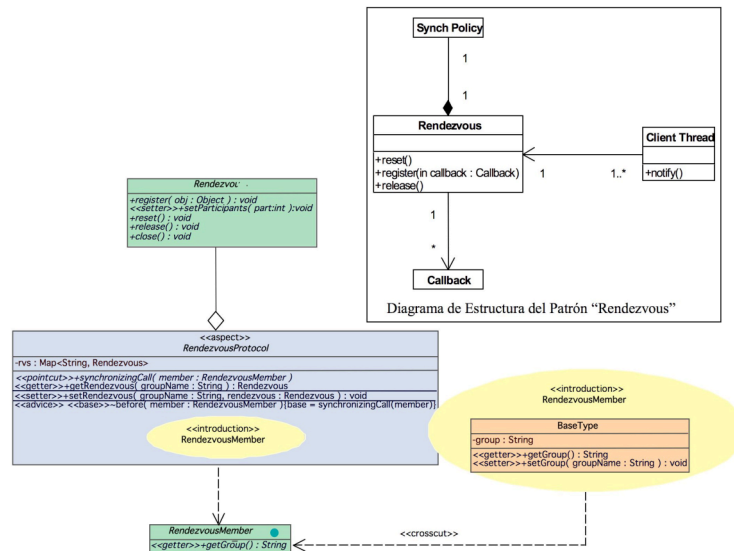 Synch Policy
1
1
Rendezvous
+reset()
+register(in callback : Callback)
+release()
Client Thread
+notify()
1
1..*
1
*
Callback
Diagrama de Estructura del Patrón “Rendezvous”
+register( obj : Object ) : void
<<setter>>+setParticipants( part:int ):void
+reset() : void
+release() : void
+close() : void
<<aspect>>
RendezvousProtocol
-rvs : Map<String, Rendezvous>
<<pointcut>>+synchronizingCall( member : RendezvousMember )
<<getter>>+getRendezvous( groupName : String ) : Rendezvous
<<setter>>+setRendezvous( groupName : String, rendezvous : Rendezvous ) : void
<<advice>> <<base>>~before( member : RendezvousMember ){base = synchronizingCall(member)}
<<introduction>>
RendezvousMember
<<introduction>>
RendezvousMember
BaseType
-group : String
<<getter>>+getGroup() : String
<<setter>>+setGroup( groupName : String ) : void
RendezvousMember
<<getter>>+getGroup() : String
<<crosscut>>